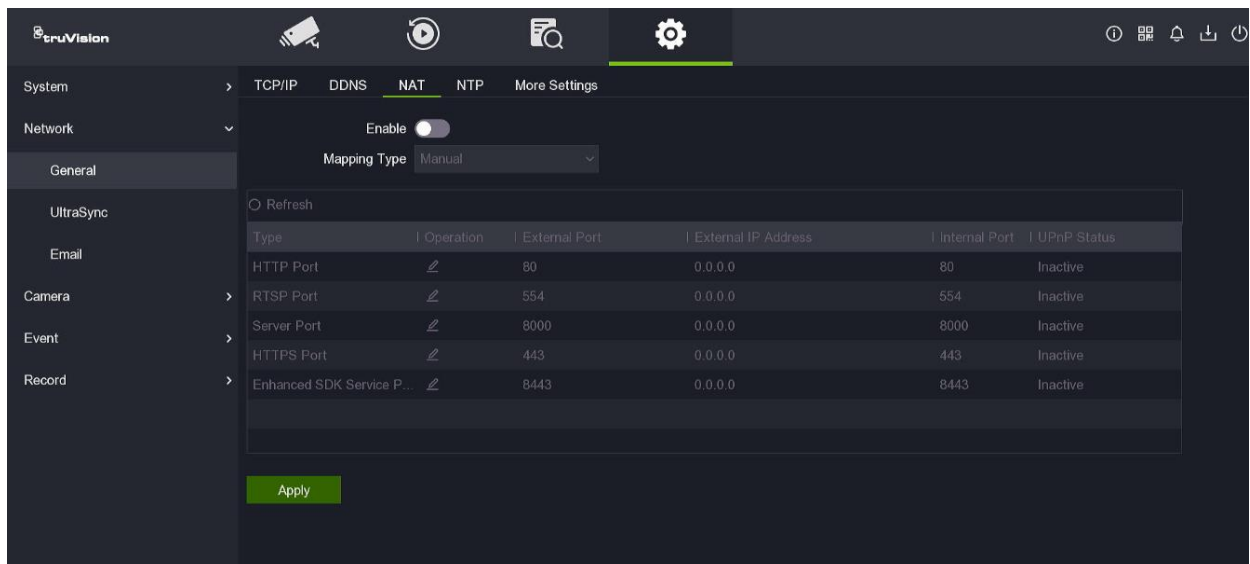 truVision
System
TCP/IP DDNS NAT NTP More Settings
Network
Enable
Mapping Type Manual
General
UltraSync
Email
Camera
Event
Record
Refresh
Type Operation External Port External IP Address Internal Port UPnP Status
HTTP Port 80 0.0.0.0 80 Inactive
RTSP Port 554 0.0.0.0 554 Inactive
Server Port 8000 0.0.0.0 8000 Inactive
HTTPS Port 443 0.0.0.0 443 Inactive
Enhanced SDK Service P... 8443 0.0.0.0 8443 Inactive
Apply